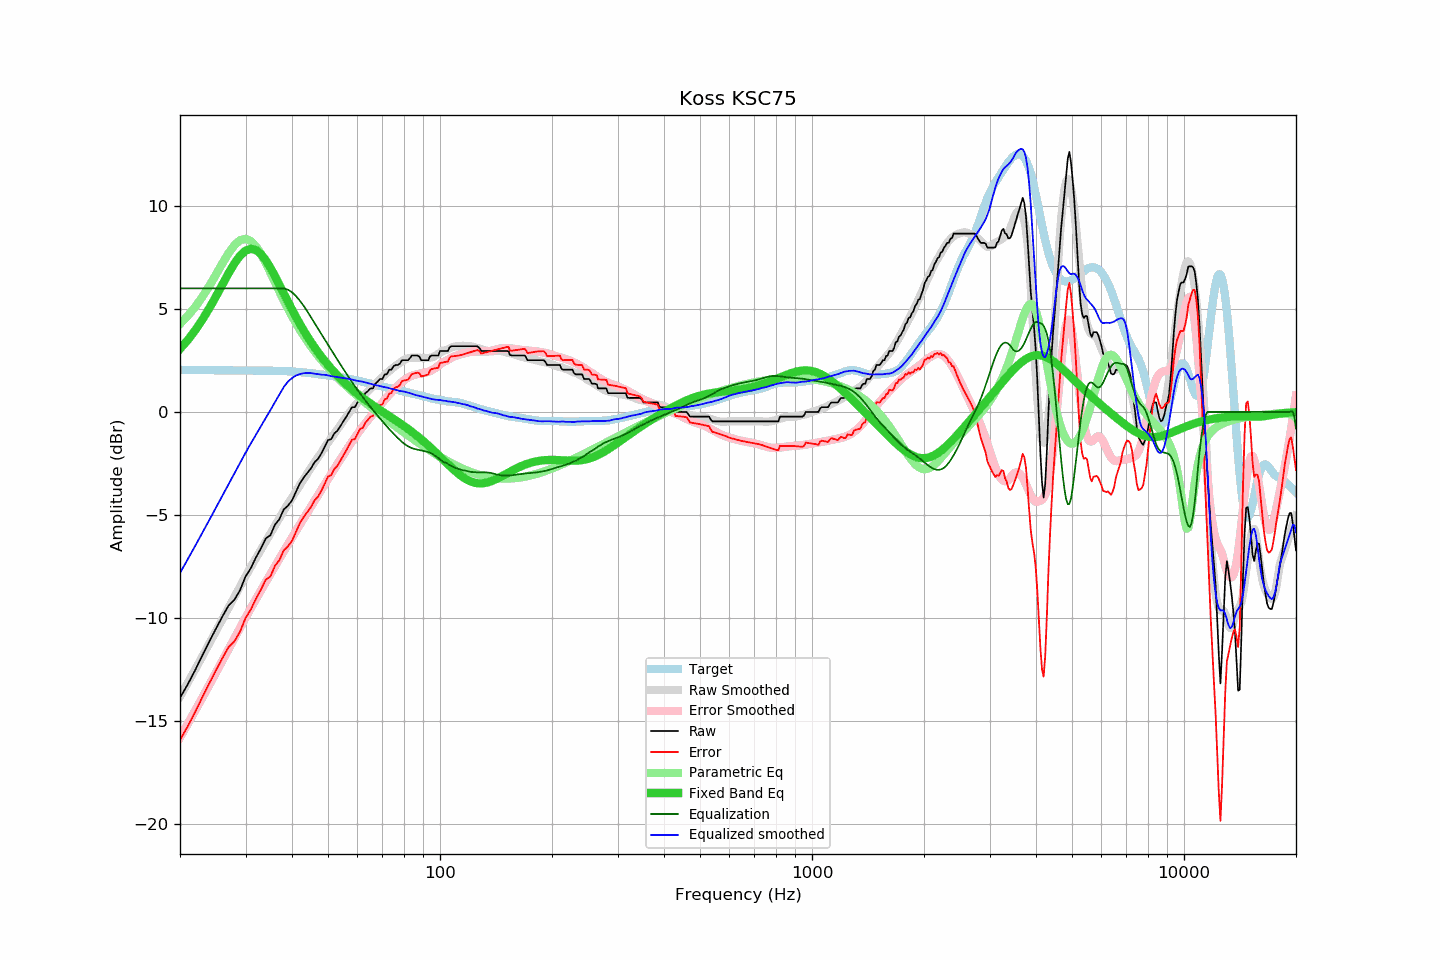 Koss KSC75
Amplitude (dBr)
10
5
0
−5
−10
−15
−20
100
1000
10000
Frequency (Hz)
Target
Raw Smoothed
Error Smoothed
Raw
Error
Parametric Eq
Fixed Band Eq
Equalization
Equalized smoothed